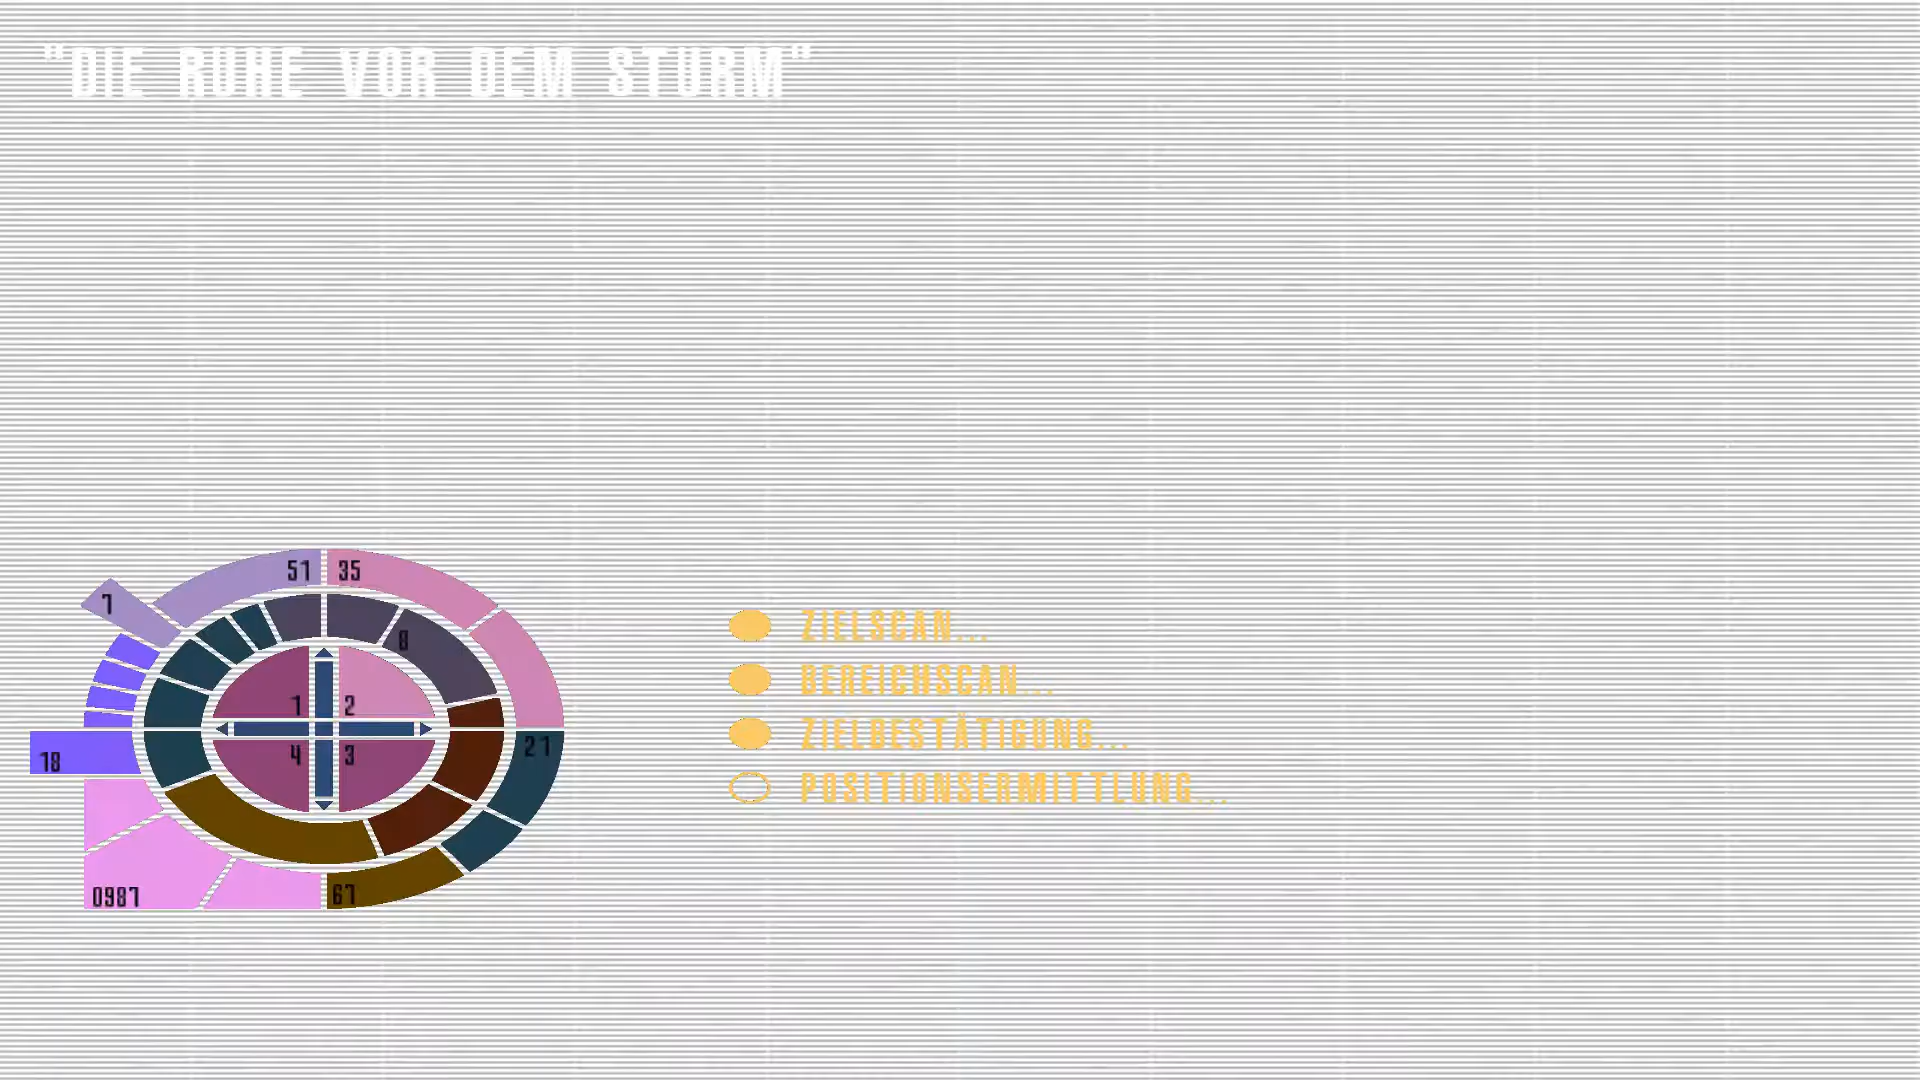 "DIE RUHE VOR DEM STURM"
51 35
7
8
1 2
4 3
21
18
0987
67
ZIELSCAN...
BEREICHSCAN...
ZIELBESTÄTIGUNG...
POSITIONSERMITTLUNG...